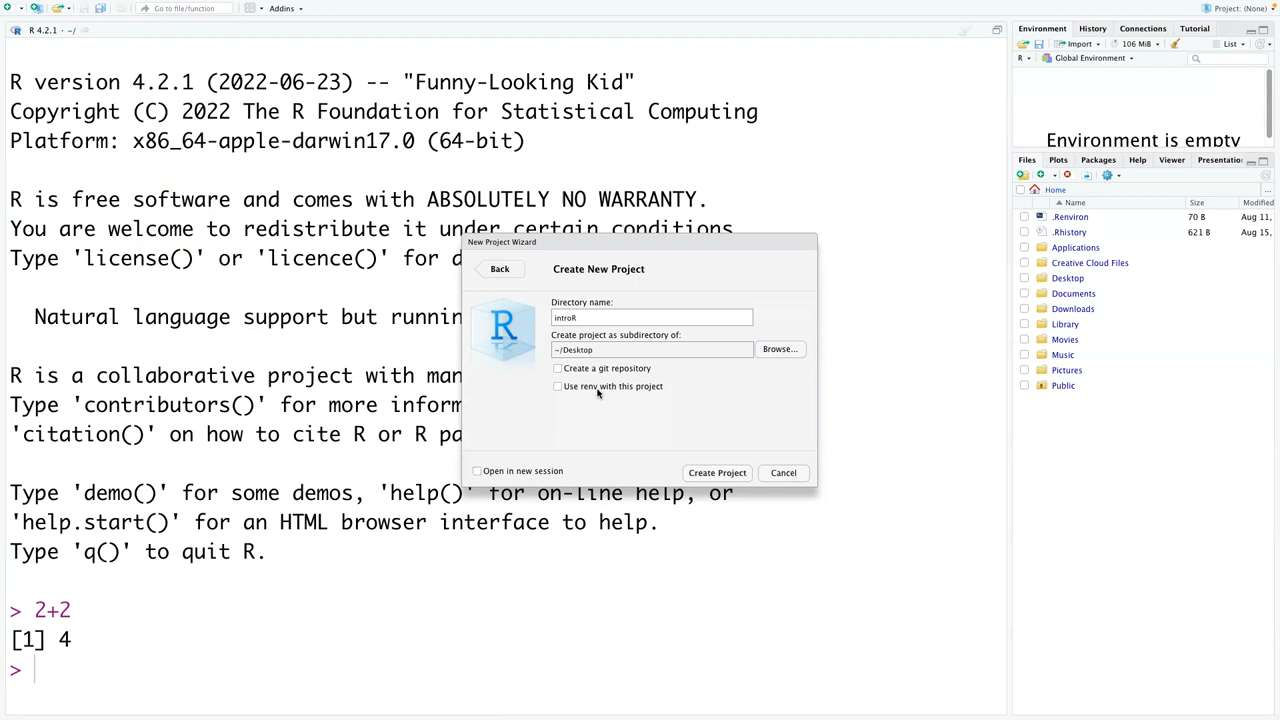 Go to file/function
Addins
Project: (None)
R 4.2.1 · ~/
R version 4.2.1 (2022-06-23) -- "Funny-Looking Kid"
Copyright (C) 2022 The R Foundation for Statistical Computing
Platform: x86_64-apple-darwin17.0 (64-bit)
R is free software and comes with ABSOLUTELY NO WARRANTY.
You are welcome to redistribute it under certain conditions
Type 'license()' or 'licence()' for d
Natural language support but runnin
R is a collaborative project with man
Type 'contributors()' for more inform
'citation()' on how to cite R or R pa
Type 'demo()' for some demos, 'help()' for on-line help, or
'help.start()' for an HTML browser interface to help.
Type 'q()' to quit R.
> 2+2
[1] 4
>
New Project Wizard
Back
Create New Project
R
Directory name:
introR
Create project as subdirectory of:
~/Desktop
Browse...
Create a git repository
Use renv with this project
Open in new session
Create Project
Cancel
Environment History Connections Tutorial
Import 106 MiB List
R Global Environment
Environment is empty
Files Plots Packages Help Viewer Presentatio
Home ...
Name Size Modified
.Renviron 70 B Aug 11,
.Rhistory 621 B Aug 15,
Applications
Creative Cloud Files
Desktop
Documents
Downloads
Library
Movies
Music
Pictures
Public